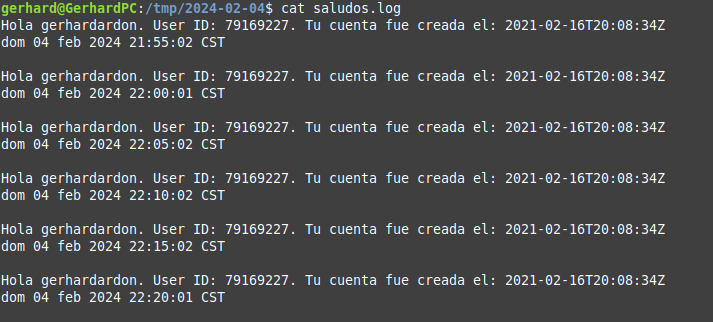 gerhard@GerhardPC:/tmp/2024-02-04$ cat saludos.log
Hola gerhardardon. User ID: 79169227. Tu cuenta fue creada el: 2021-02-16T20:08:34Z
dom 04 feb 2024 21:55:02 CST
Hola gerhardardon. User ID: 79169227. Tu cuenta fue creada el: 2021-02-16T20:08:34Z
dom 04 feb 2024 22:00:01 CST
Hola gerhardardon. User ID: 79169227. Tu cuenta fue creada el: 2021-02-16T20:08:34Z
dom 04 feb 2024 22:05:02 CST
Hola gerhardardon. User ID: 79169227. Tu cuenta fue creada el: 2021-02-16T20:08:34Z
dom 04 feb 2024 22:10:02 CST
Hola gerhardardon. User ID: 79169227. Tu cuenta fue creada el: 2021-02-16T20:08:34Z
dom 04 feb 2024 22:15:02 CST
Hola gerhardardon. User ID: 79169227. Tu cuenta fue creada el: 2021-02-16T20:08:34Z
dom 04 feb 2024 22:20:01 CST